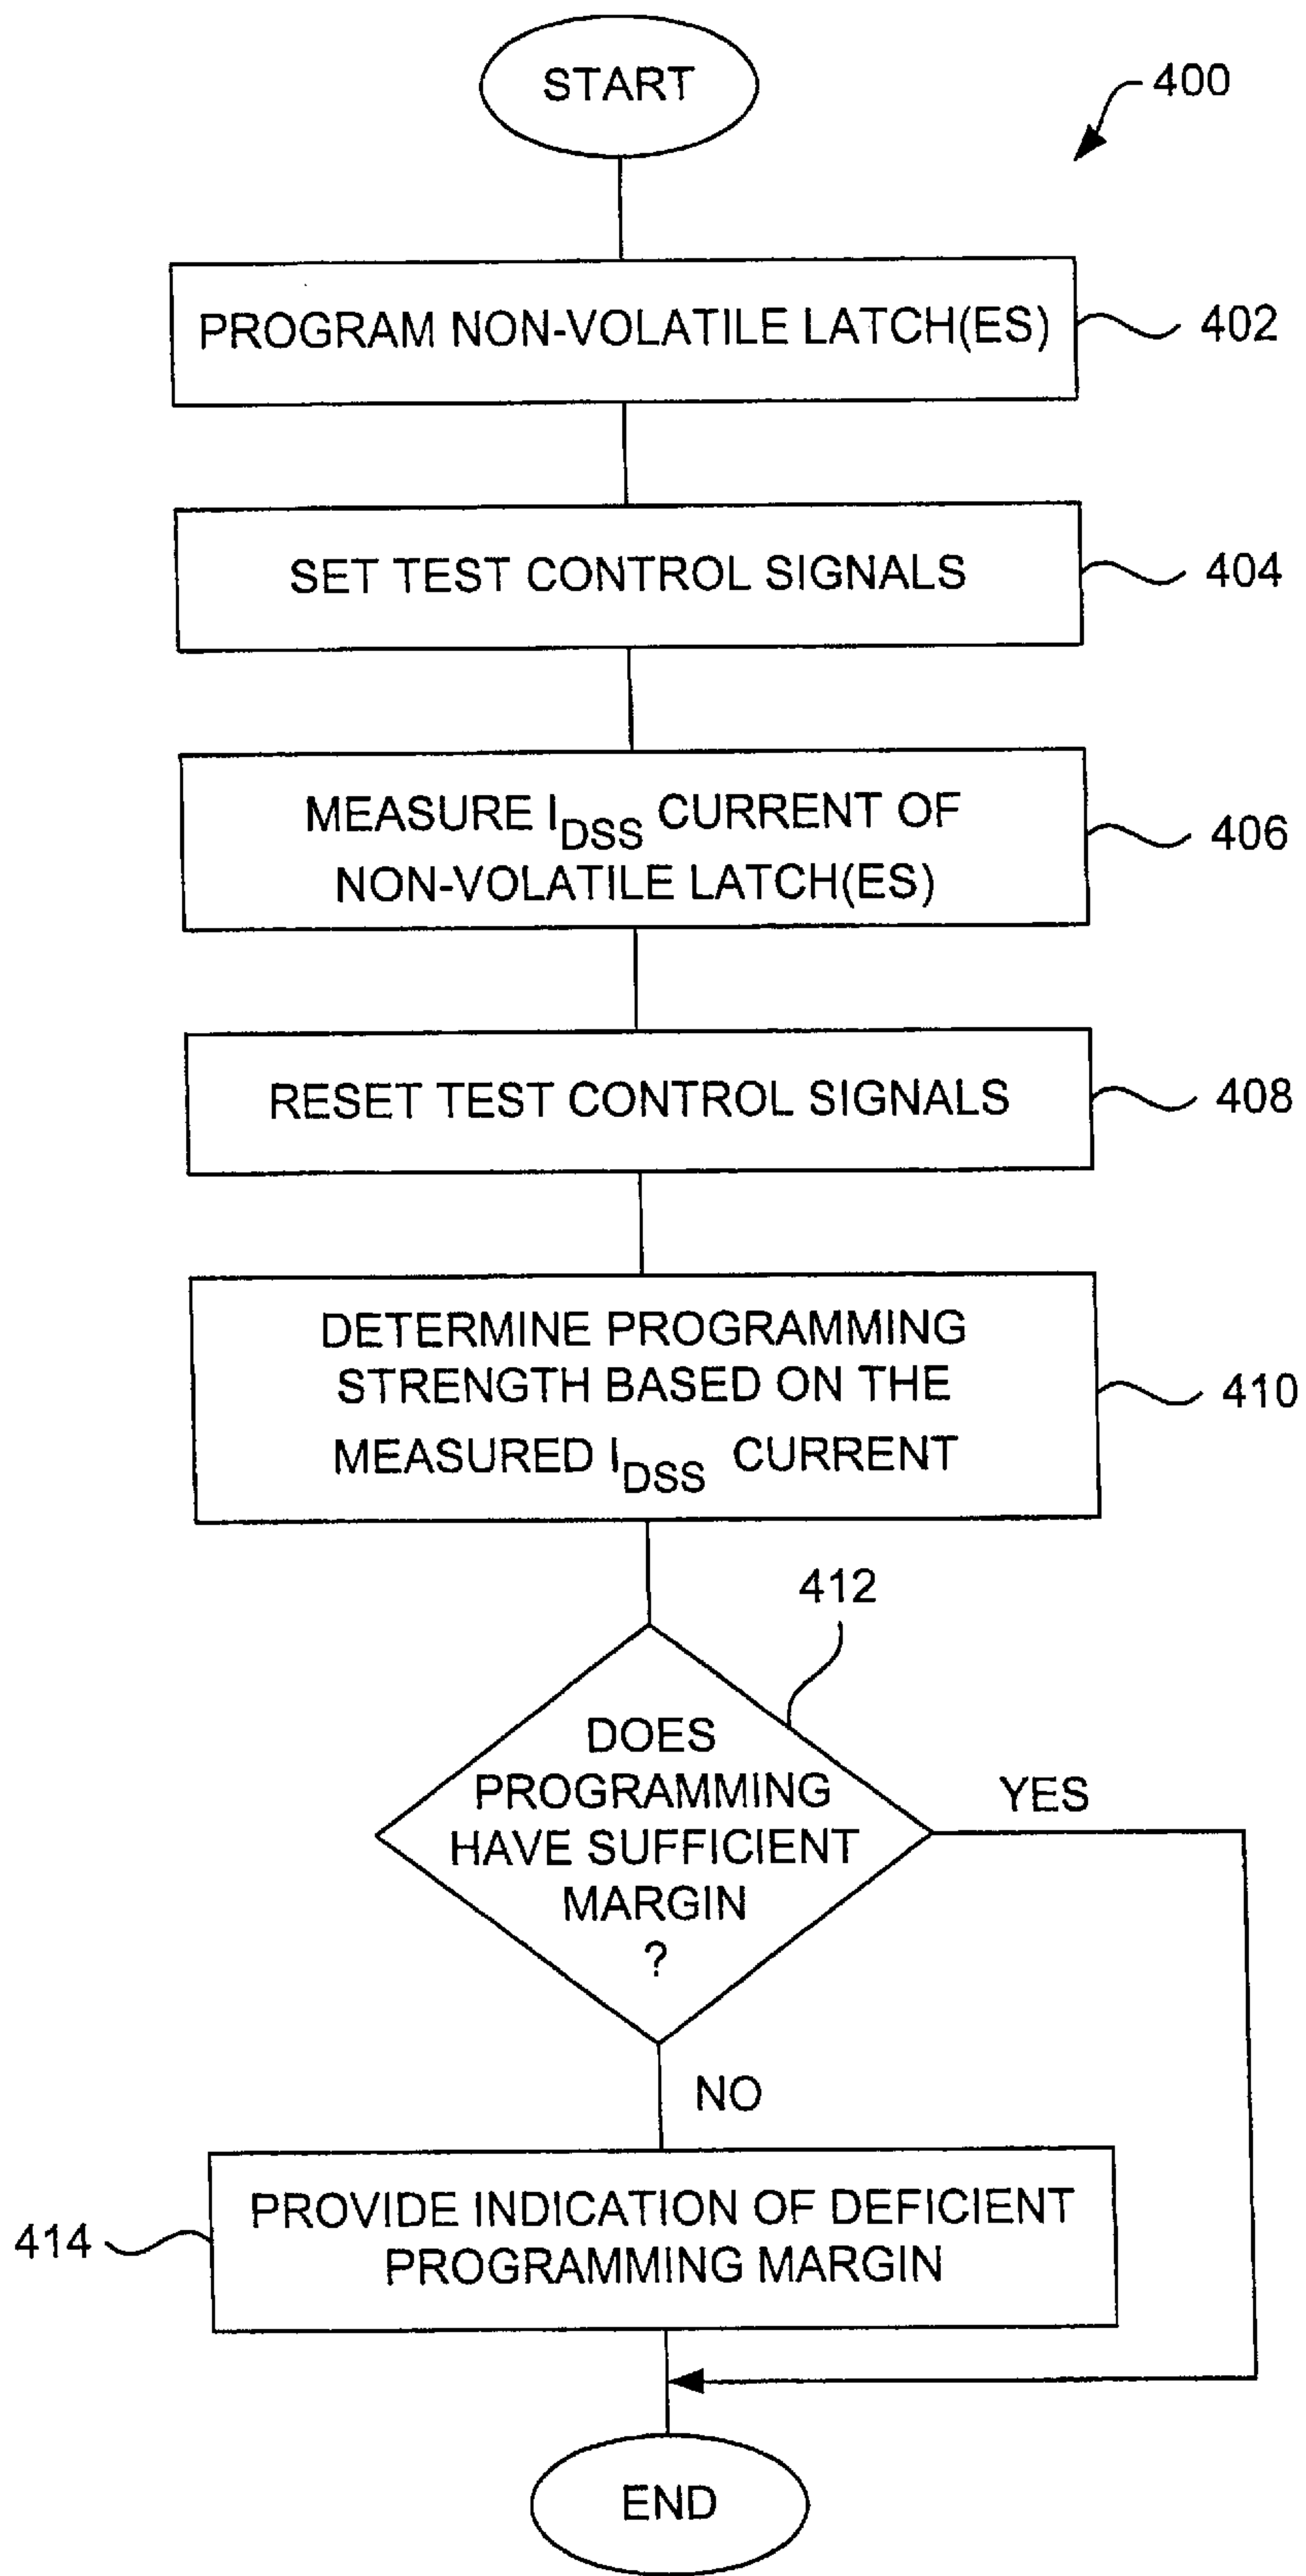 START
400
PROGRAM NON-VOLATILE LATCH(ES)
402
SET TEST CONTROL SIGNALS
404
MEASURE IDSS CURRENT OF
NON-VOLATILE LATCH(ES)
406
RESET TEST CONTROL SIGNALS
408
DETERMINE PROGRAMMING
STRENGTH BASED ON THE
MEASURED IDSS CURRENT
410
412
DOES
PROGRAMMING
HAVE SUFFICIENT
MARGIN
?
YES
NO
PROVIDE INDICATION OF DEFICIENT
PROGRAMMING MARGIN
414
END